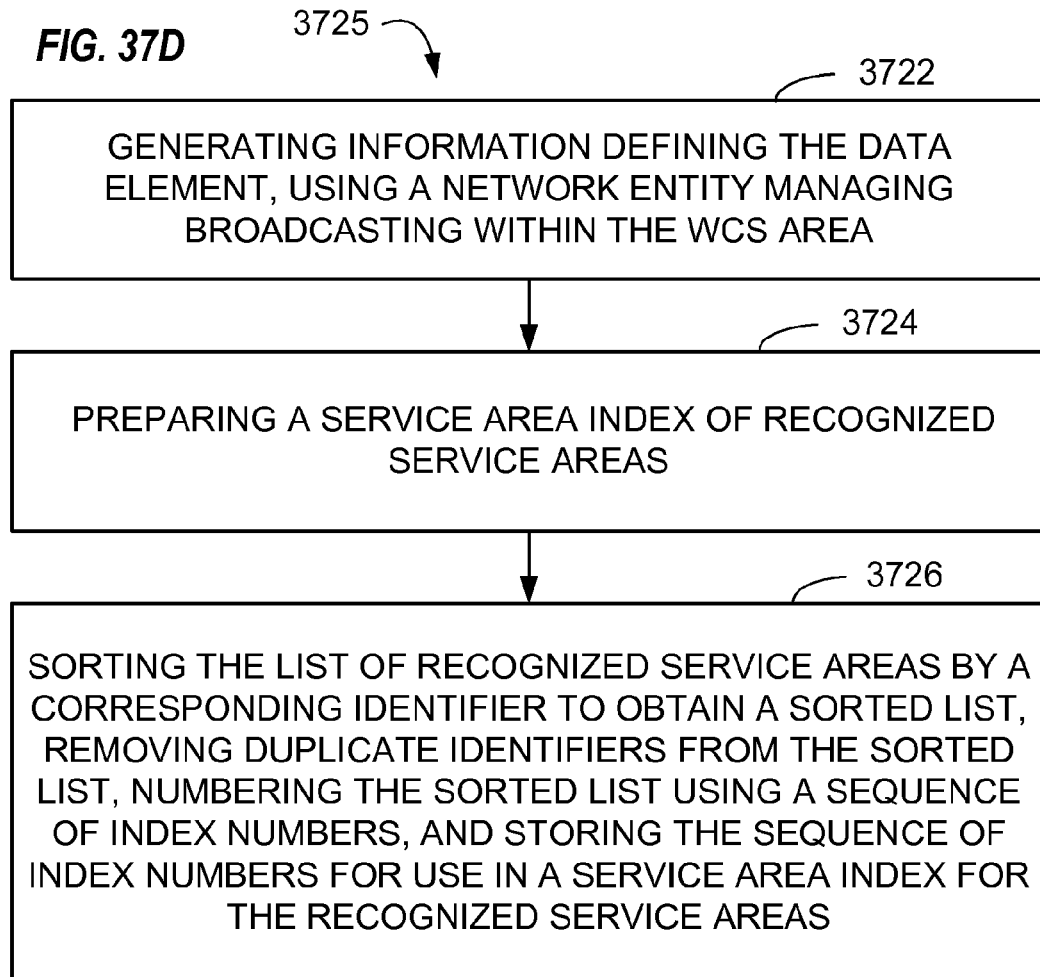 FIG. 37D
3725
3722
GENERATING INFORMATION DEFINING THE DATA
ELEMENT, USING A NETWORK ENTITY MANAGING
BROADCASTING WITHIN THE WCS AREA
3724
PREPARING A SERVICE AREA INDEX OF RECOGNIZED
SERVICE AREAS
3726
SORTING THE LIST OF RECOGNIZED SERVICE AREAS BY A
CORRESPONDING IDENTIFIER TO OBTAIN A SORTED LIST,
REMOVING DUPLICATE IDENTIFIERS FROM THE SORTED
LIST, NUMBERING THE SORTED LIST USING A SEQUENCE
OF INDEX NUMBERS, AND STORING THE SEQUENCE OF
INDEX NUMBERS FOR USE IN A SERVICE AREA INDEX FOR
THE RECOGNIZED SERVICE AREAS